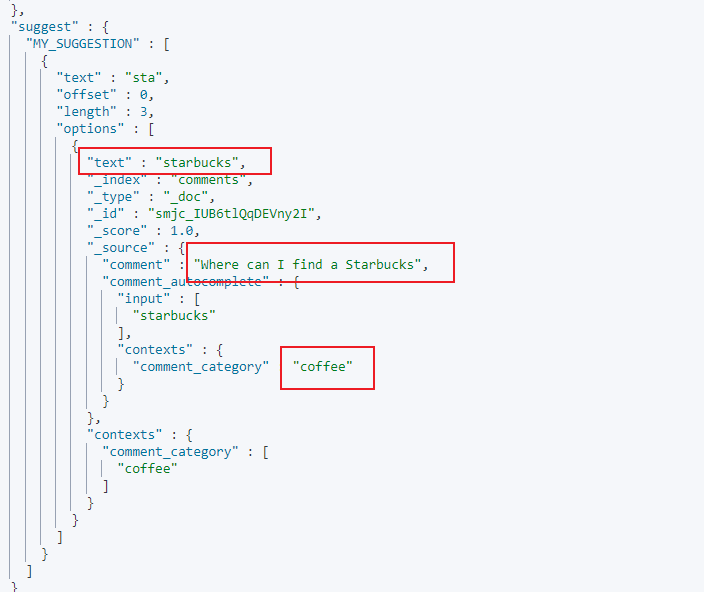 },
"suggest" : {
"MY_SUGGESTION" : [
{
"text" : "sta",
"offset" : 0,
"length" : 3,
"options" : [
{
"text" : "starbucks",
"_index" : "comments",
"_type" : "_doc",
"_id" : "smjc_IUB6tlQqDEVny2I",
"_score" : 1.0,
"_source" : {
"comment" : "Where can I find a Starbucks",
"comment_autocomplete" : {
"input" : [
"starbucks"
],
"contexts" : {
"comment_category" "coffee"
}
}
},
"contexts" : {
"comment_category" : [
"coffee"
]
}
}
]
}
]
}